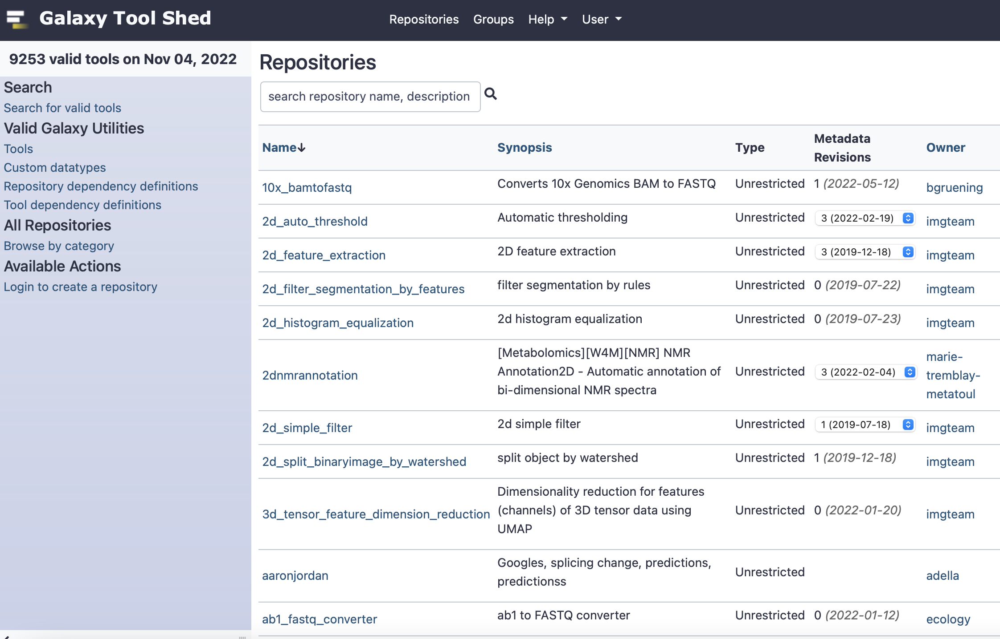 Galaxy Tool Shed
Repositories Groups Help User
9253 valid tools on Nov 04, 2022
Search
Search for valid tools
Valid Galaxy Utilities
Tools
Custom datatypes
Repository dependency definitions
Tool dependency definitions
All Repositories
Browse by category
Available Actions
Login to create a repository
Repositories
search repository name, description
Name↓ Synopsis Type Metadata Revisions Owner
10x_bamtofastq Converts 10x Genomics BAM to FASTQ Unrestricted 1 (2022-05-12) bgruening
2d_auto_threshold Automatic thresholding Unrestricted 3 (2022-02-19) imgteam
2d_feature_extraction 2D feature extraction Unrestricted 3 (2019-12-18) imgteam
2d_filter_segmentation_by_features filter segmentation by rules Unrestricted 0 (2019-07-22) imgteam
2d_histogram_equalization 2d histogram equalization Unrestricted 0 (2019-07-23) imgteam
2dnmrannotation [Metabolomics][W4M][NMR] NMR Annotation2D - Automatic annotation of bi-dimensional NMR spectra Unrestricted 3 (2022-02-04) marie-tremblay-metatoul
2d_simple_filter 2d simple filter Unrestricted 1 (2019-07-18) imgteam
2d_split_binaryimage_by_watershed split object by watershed Unrestricted 1 (2019-12-18) imgteam
3d_tensor_feature_dimension_reduction Dimensionality reduction for features (channels) of 3D tensor data using UMAP Unrestricted 0 (2022-01-20) imgteam
aaronjordan Googles, splicing change, predictions, predictionss Unrestricted adella
ab1_fastq_converter ab1 to FASTQ converter Unrestricted 0 (2022-01-12) ecology